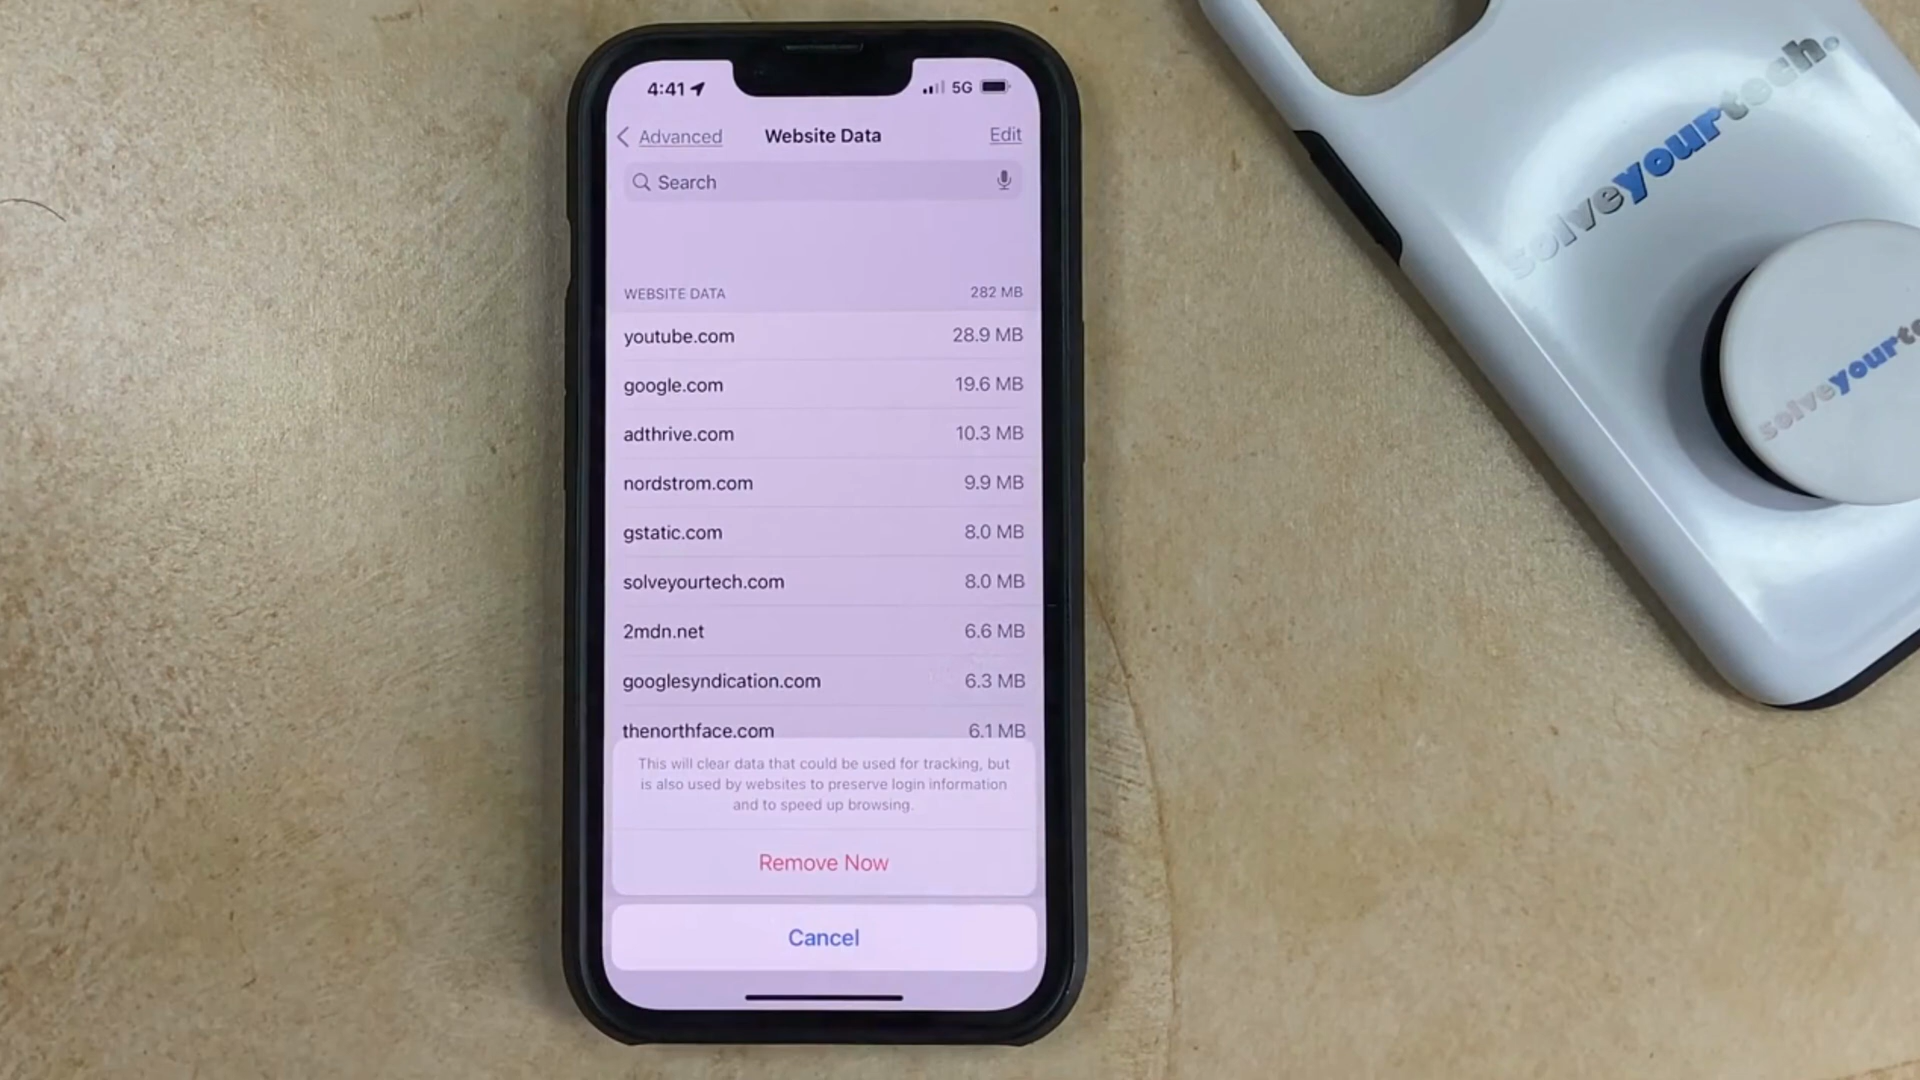 4:41
5G
Advanced
Website Data
Edit
Search
WEBSITE DATA 282 MB
youtube.com 28.9 MB
google.com 19.6 MB
adthrive.com 10.3 MB
nordstrom.com 9.9 MB
gstatic.com 8.0 MB
solveyourtech.com 8.0 MB
2mdn.net 6.6 MB
googlesyndication.com 6.3 MB
thenorthface.com 6.1 MB
This will clear data that could be used for tracking, but
is also used by websites to preserve login information
and to speed up browsing.
Remove Now
Cancel
solveyourtech.
solveyourte